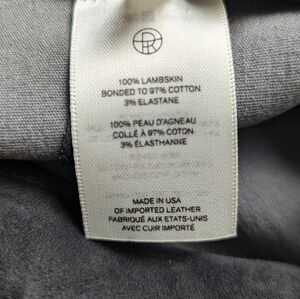 100% LAMBSKIN
BONDED TO 97% COTTON
3% ELASTANE
100% PEAU D'AGNEAU
COLLÉ À 97% COTON
3% ÉLASTHANNE
MADE IN USA
OF IMPORTED LEATHER
FABRIQUÉ AUX ETATS-UNIS
AVEC CUIR IMPORTÉ